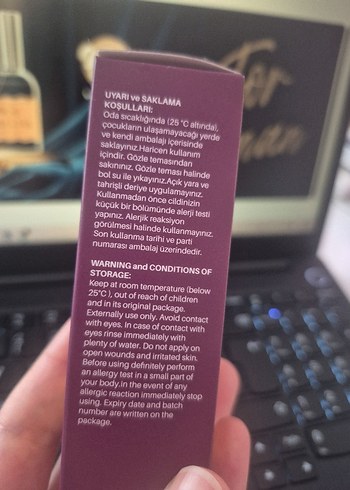 UYARI ve SAKLAMA
KOŞULLARI:
Oda sıcaklığında (25 °C altında),
çocukların ulaşamayacağı yerde
ve kendi ambalajı içerisinde
saklayınız.Haricen kullanım
içindir. Gözle temasından
sakınınız. Gözle teması halinde
bol su ile yıkayınız.Açık yara ve
tahrişli deriye uygulamayınız.
Kullanmadan önce cildinizin
küçük bir bölümünde alerji testi
yapınız. Alerjik reaksiyon
görülmesi halinde kullanmayınız.
Son kullanma tarihi ve parti
numarası ambalaj üzerindedir.
WARNING and CONDITIONS OF
STORAGE:
Keep at room temperature (below
25°C ), out of reach of children
and in its original package.
Externally use only. Avoid contact
with eyes. In case of contact with
eyes rinse immediately with
plenty of water. Do not apply on
open wounds and irritated skin.
Before using definitely perform
an allergy test in a small part of
your body.in the event of any
allergic reaction immediately stop
using. Expiry date and batch
number are written on the
package.
For